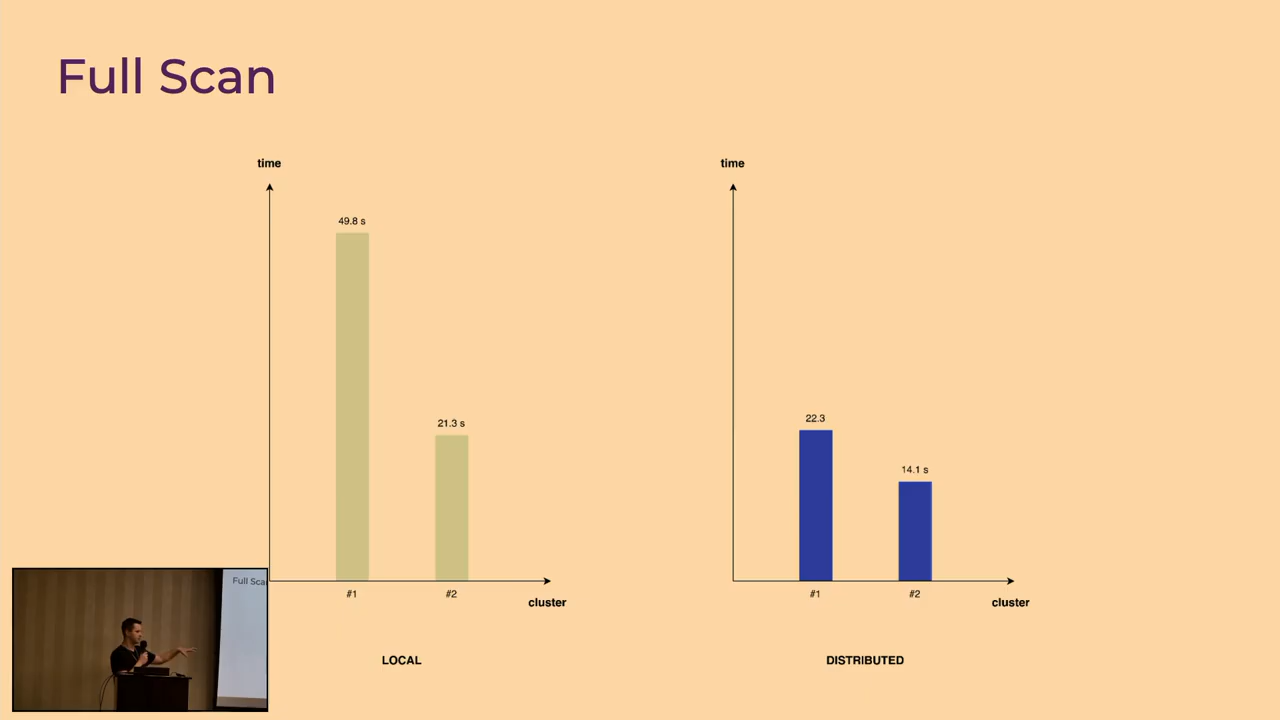 Full Scan
time
49.8 s
21.3 s
#1
#2
cluster
LOCAL
time
22.3
14.1 s
#1
#2
cluster
DISTRIBUTED
Full Sca